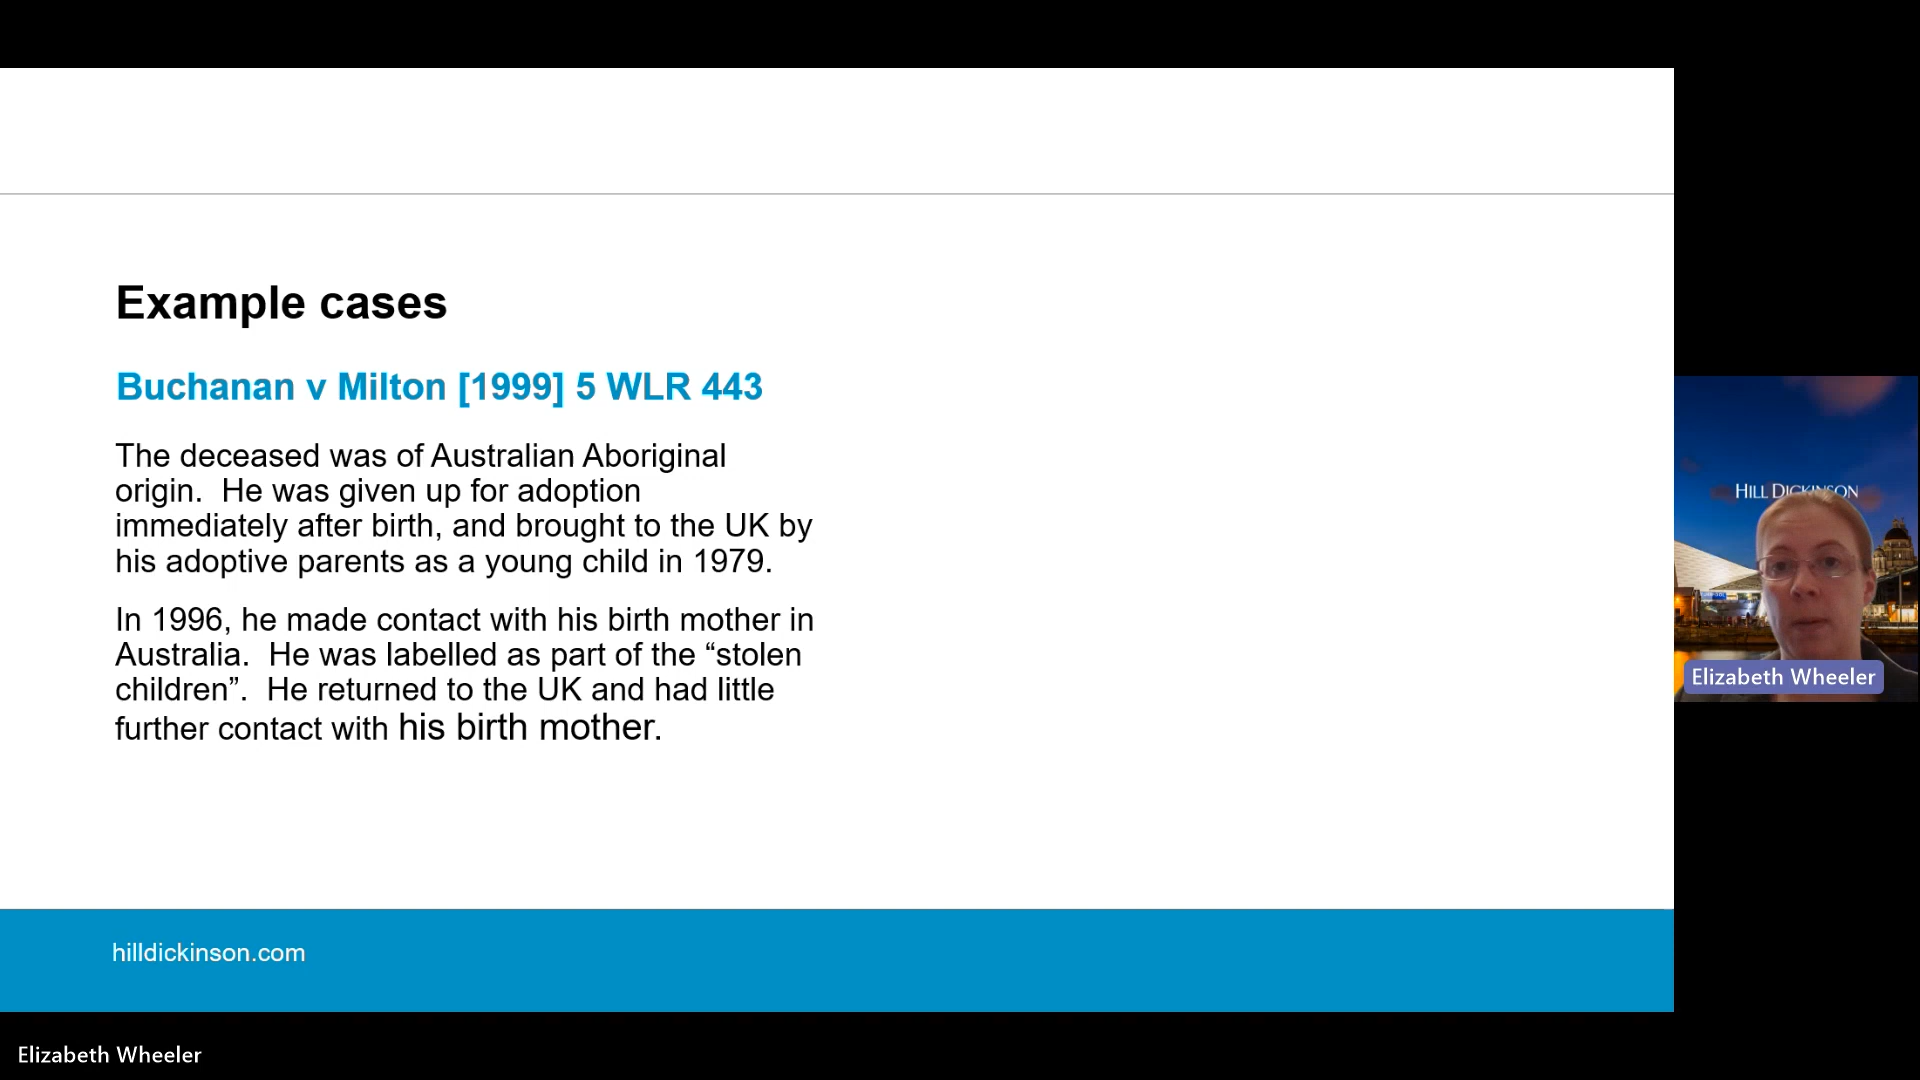 Example cases
Buchanan v Milton [1999] 5 WLR 443
The deceased was of Australian Aboriginal
origin.  He was given up for adoption
immediately after birth, and brought to the UK by
his adoptive parents as a young child in 1979.
In 1996, he made contact with his birth mother in
Australia.  He was labelled as part of the “stolen
children”.  He returned to the UK and had little
further contact with his birth mother.
hilldickinson.com
HILL DICKINSON
Elizabeth Wheeler
Elizabeth Wheeler